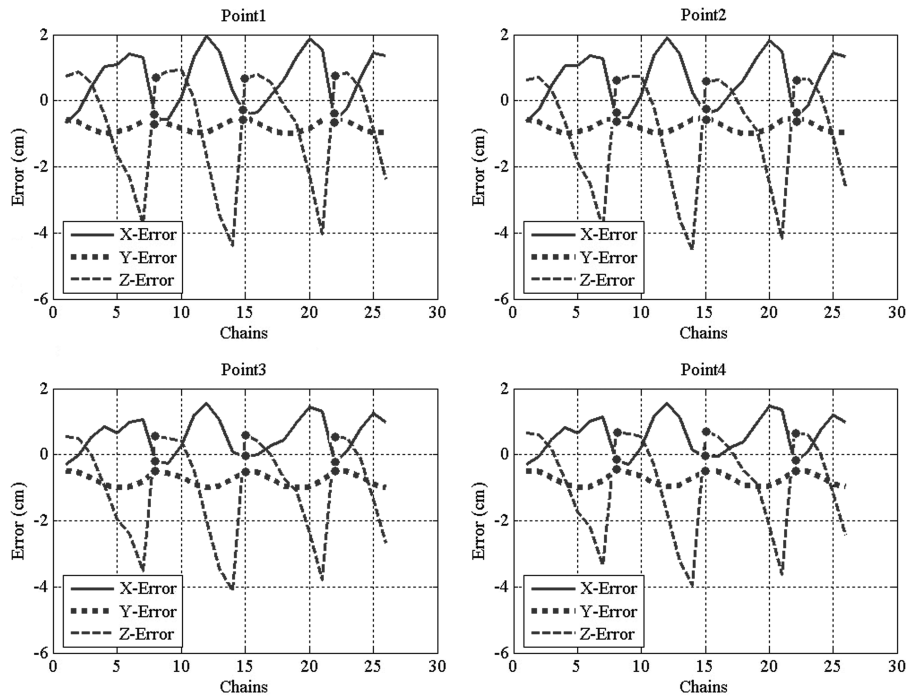 Point1
2
0
-2
-4
-6
Error (cm)
X-Error
Y-Error
Z-Error
0 5 10 15 20 25 30
Chains
Point2
2
0
-2
-4
-6
Error (cm)
X-Error
Y-Error
Z-Error
0 5 10 15 20 25 30
Chains
Point3
2
0
-2
-4
-6
Error (cm)
X-Error
Y-Error
Z-Error
0 5 10 15 20 25 30
Chains
Point4
2
0
-2
-4
-6
Error (cm)
X-Error
Y-Error
Z-Error
0 5 10 15 20 25 30
Chains